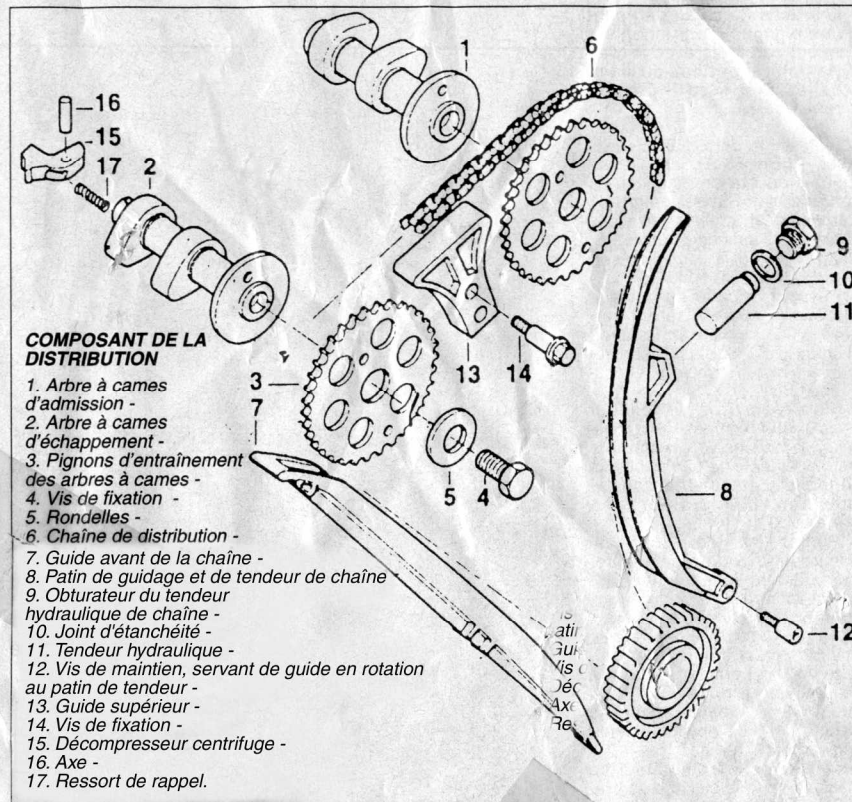 1
6
16
15
17
2
9
10
11
13
14
3
7
5
4
8
12
COMPOSANT DE LA
DISTRIBUTION
1. Arbre à cames
d'admission -
2. Arbre à cames
d'échappement -
3. Pignons d'entraînement
des arbres à cames -
4. Vis de fixation -
5. Rondelles -
6. Chaîne de distribution -
7. Guide avant de la chaîne -
8. Patin de guidage et de tendeur de chaîne -
9. Obturateur du tendeur
hydraulique de chaîne -
10. Joint d'étanchéité -
11. Tendeur hydraulique -
12. Vis de maintien, servant de guide en rotation
au patin de tendeur -
13. Guide supérieur -
14. Vis de fixation -
15. Décompresseur centrifuge -
16. Axe -
17. Ressort de rappel.